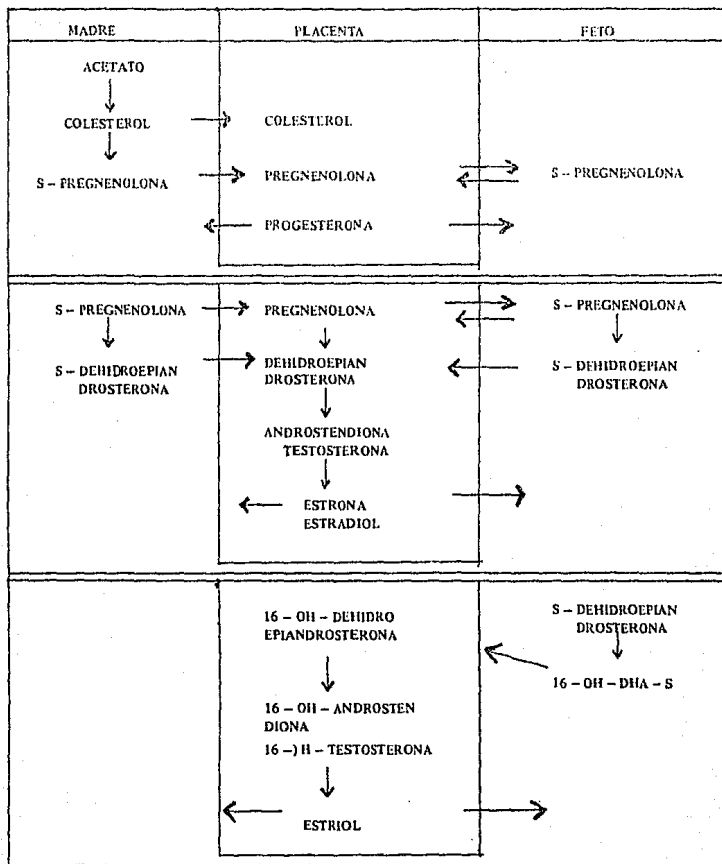 MADRE PLACENTA FETO
ACETATO
COLESTEROL COLESTEROL
S - PREGNENOLONA PREGNENOLONA S - PREGNENOLONA
PROGESTERONA
S - PREGNENOLONA PREGNENOLONA S - PREGNENOLONA
S - DEHIDROEPIAN DEHIDROEPIAN S - DEHIDROEPIAN
DROSTERONA DROSTERONA DROSTERONA
ANDROSTENDIONA
TESTOSTERONA
ESTRONA
ESTRADIOL
16 - OH - DEHIDRO S - DEHIDROEPIAN
EPIANDROSTERONA DROSTERONA
16 - OH - DHA - S
16 - OH - ANDROSTEN
DIONA
16 - ) H - TESTOSTERONA
ESTRIOL